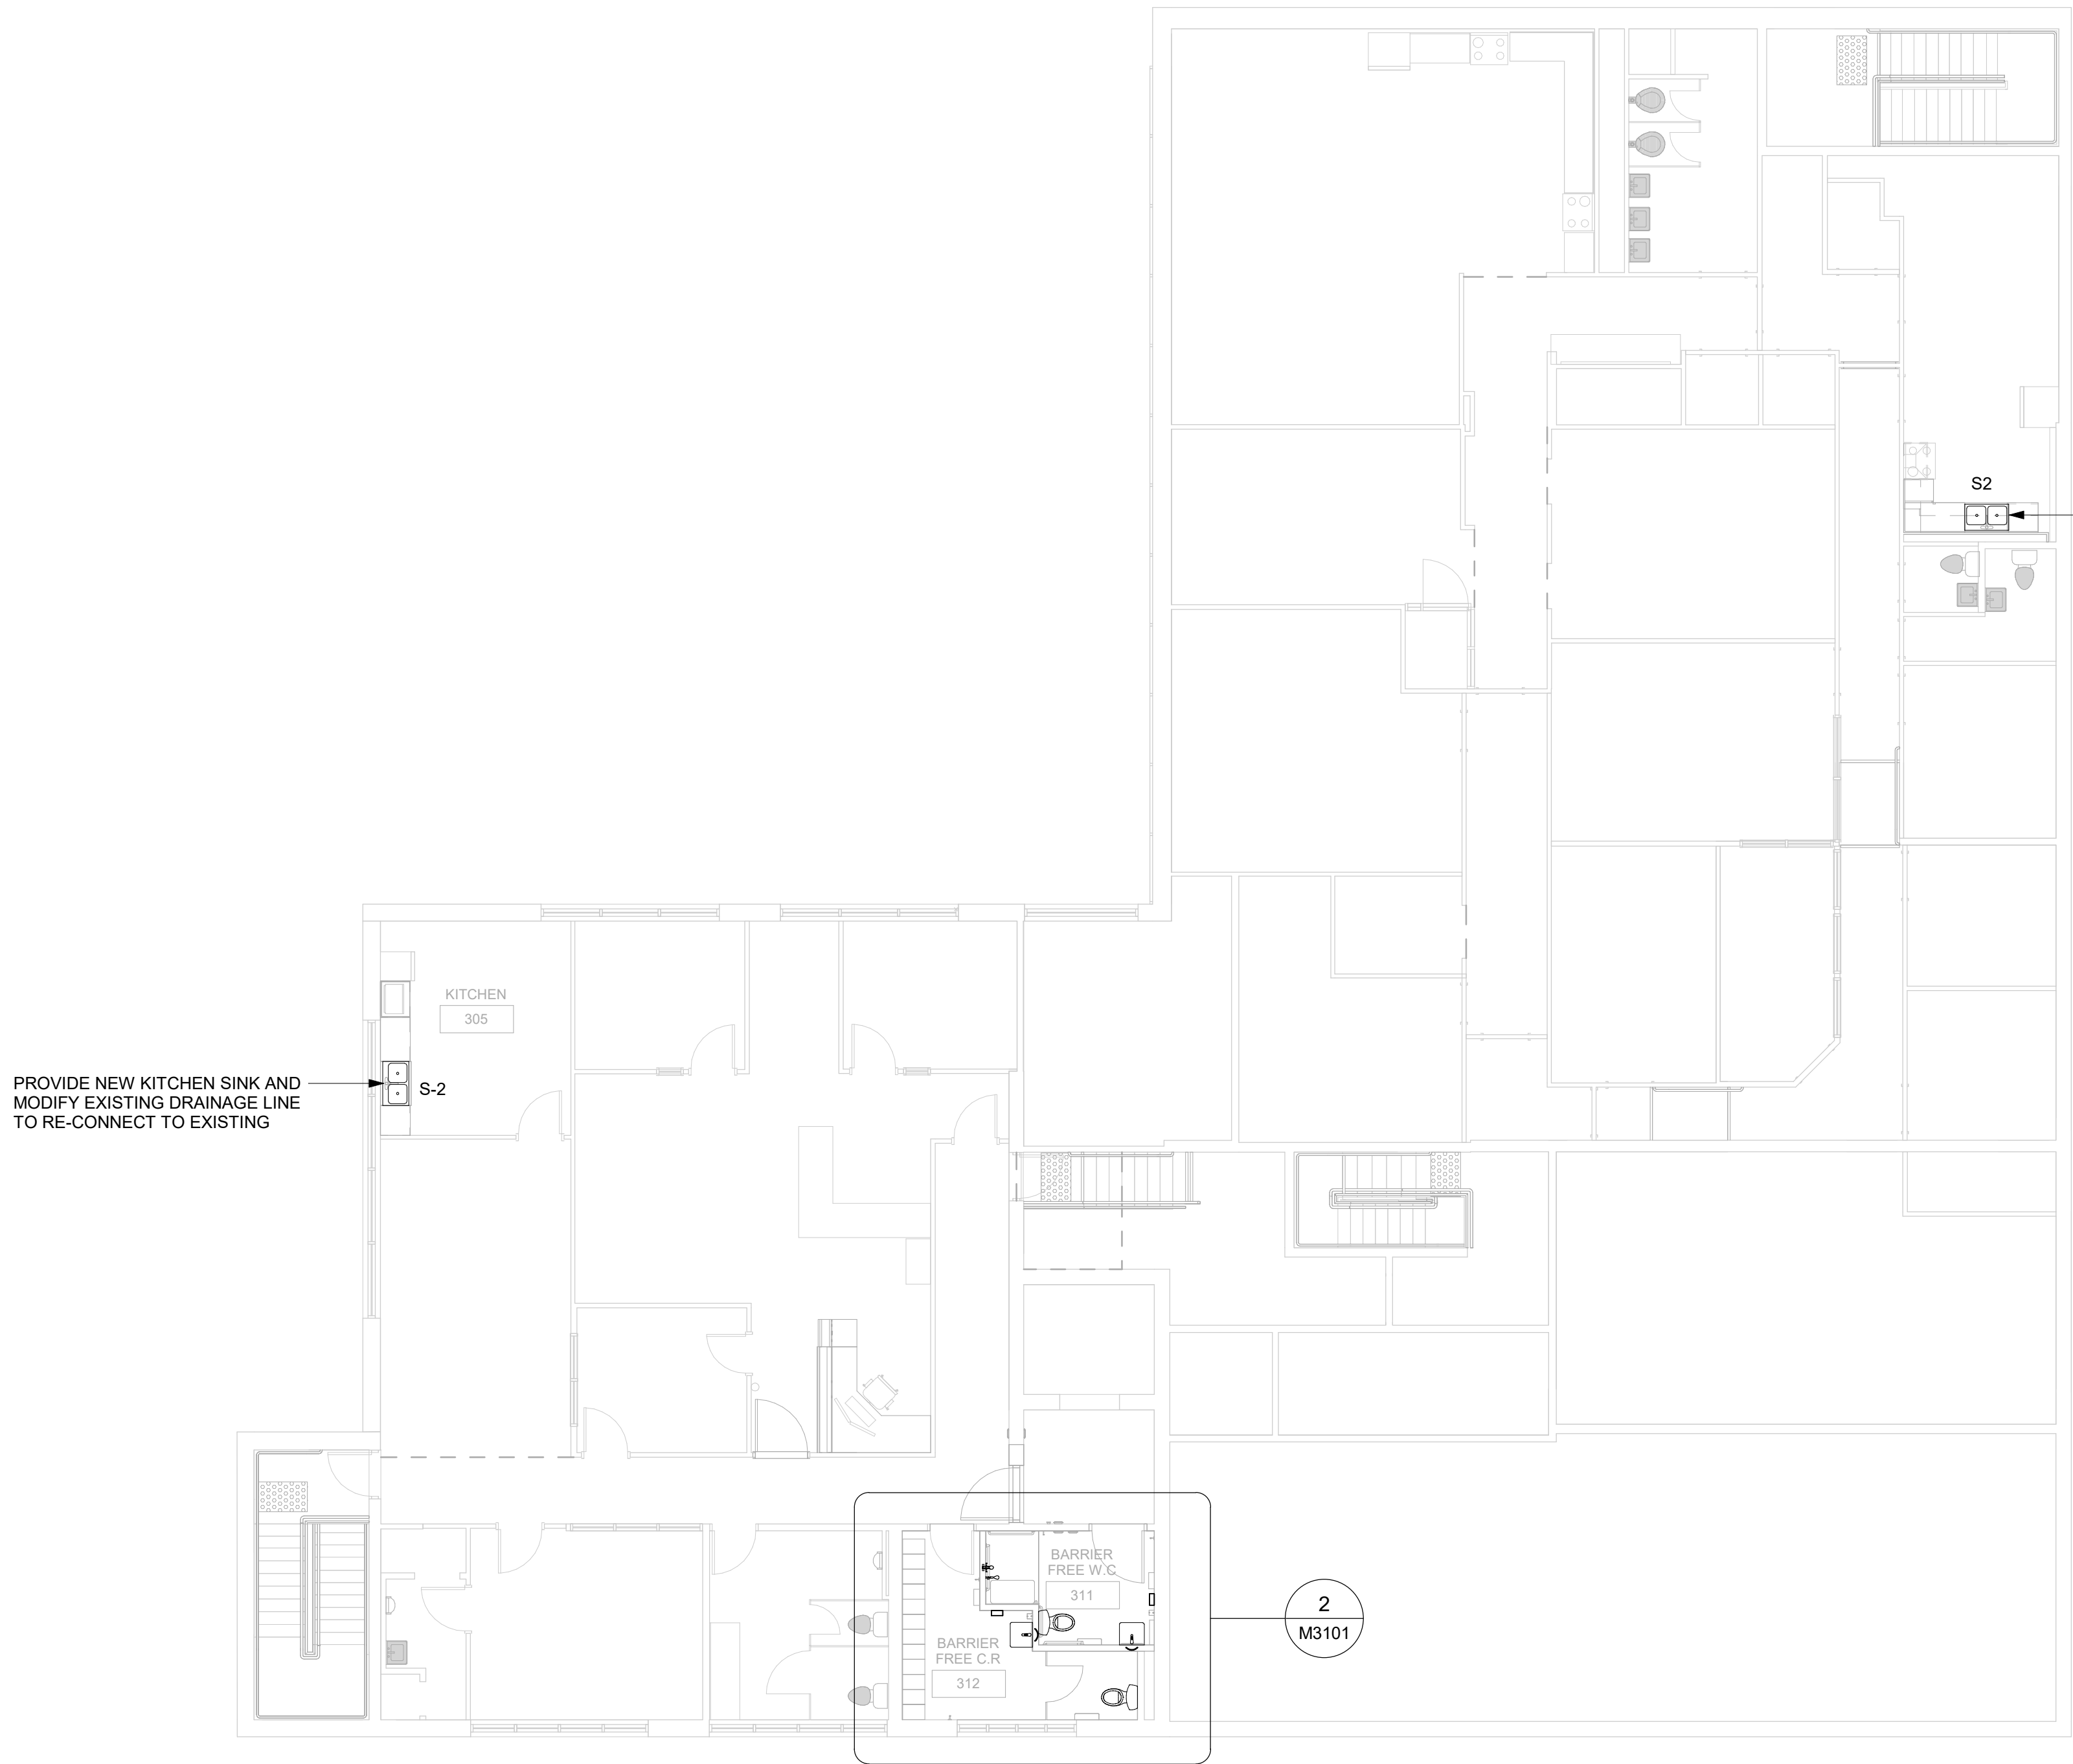 S2
KITCHEN
305
PROVIDE NEW KITCHEN SINK AND
MODIFY EXISTING DRAINAGE LINE
TO RE-CONNECT TO EXISTING
S-2
BARRIER
FREE W.C
311
BARRIER
FREE C.R
312
2
M3101